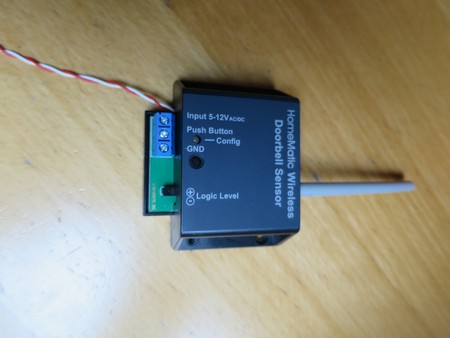 HomeMatic Wireless
Doorbell Sensor
Input 5-12VAC/DC
Push Button
Config
GND
Logic Level